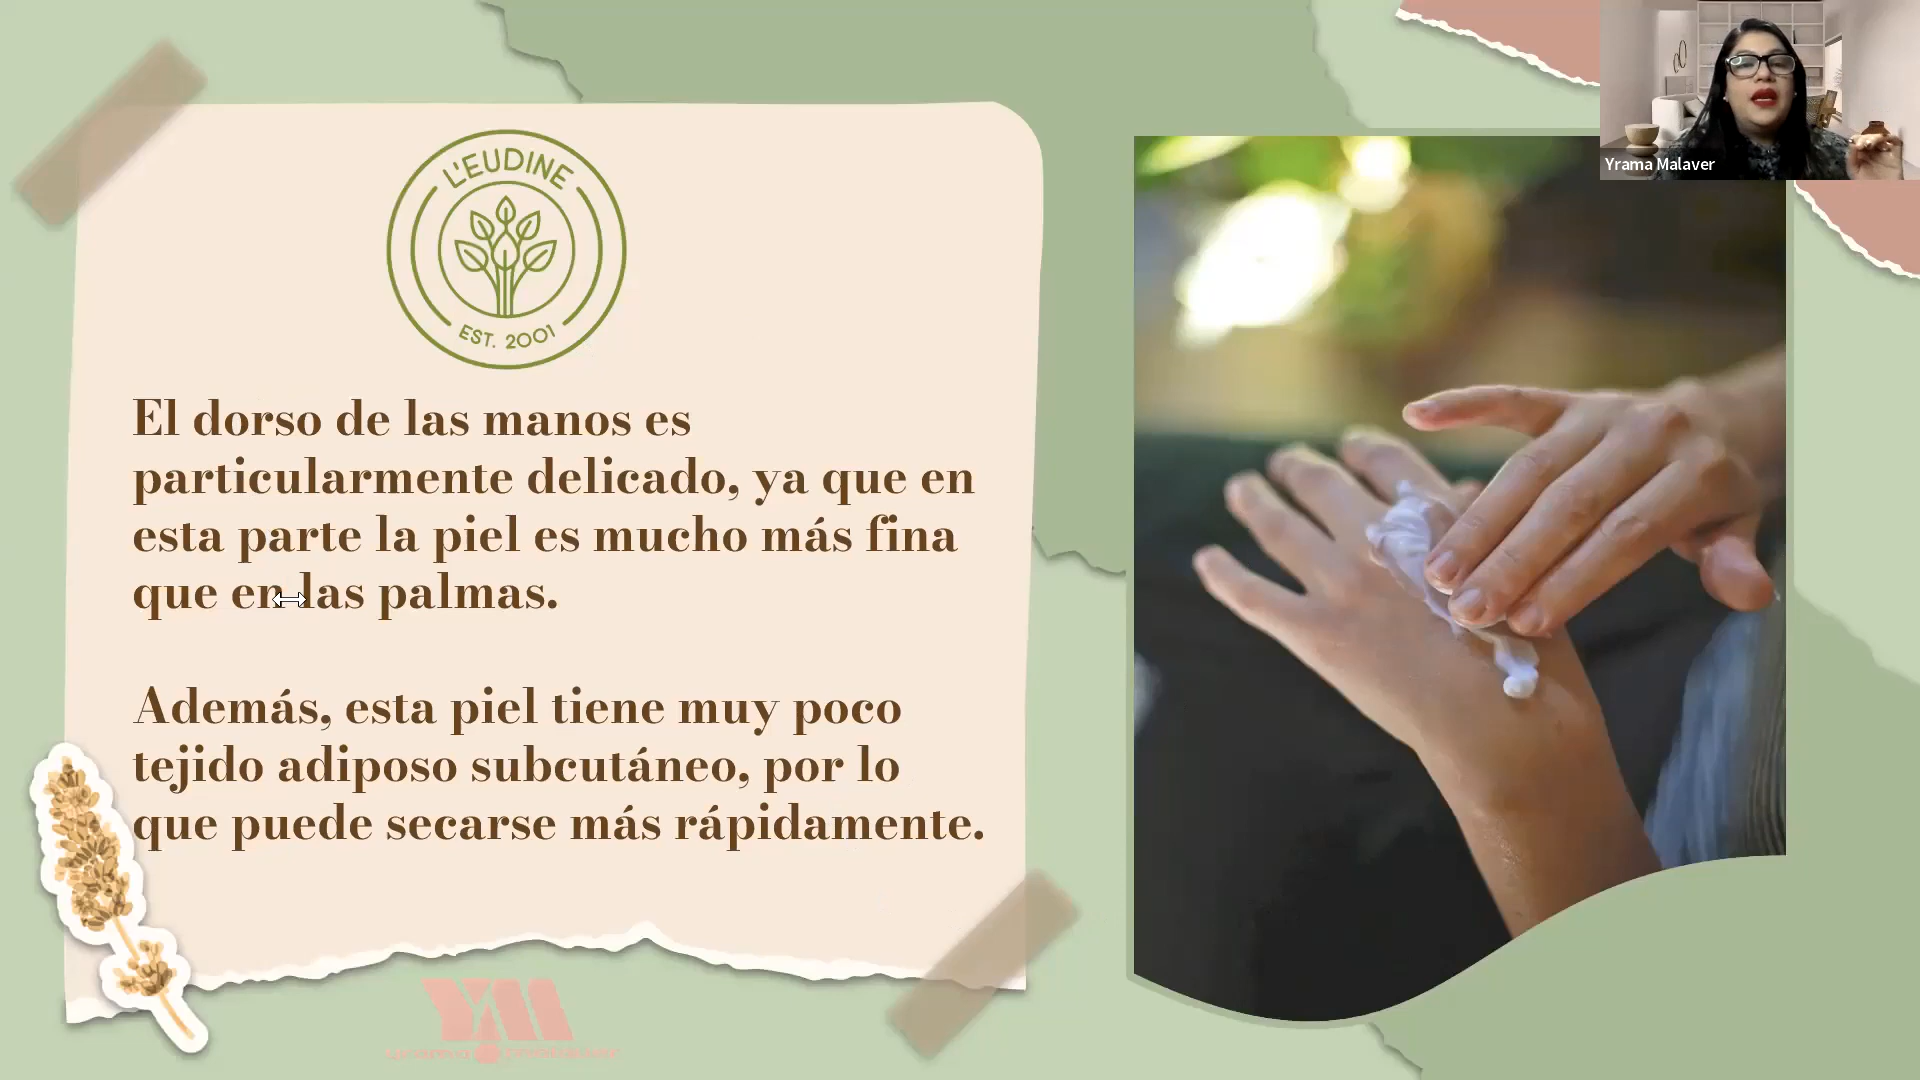 L'EUDINE
EST. 2001
El dorso de las manos es
particularmente delicado, ya que en
esta parte la piel es mucho más fina
que en las palmas.
Además, esta piel tiene muy poco
tejido adiposo subcutáneo, por lo
que puede secarse más rápidamente.
Yrama Malaver
YM